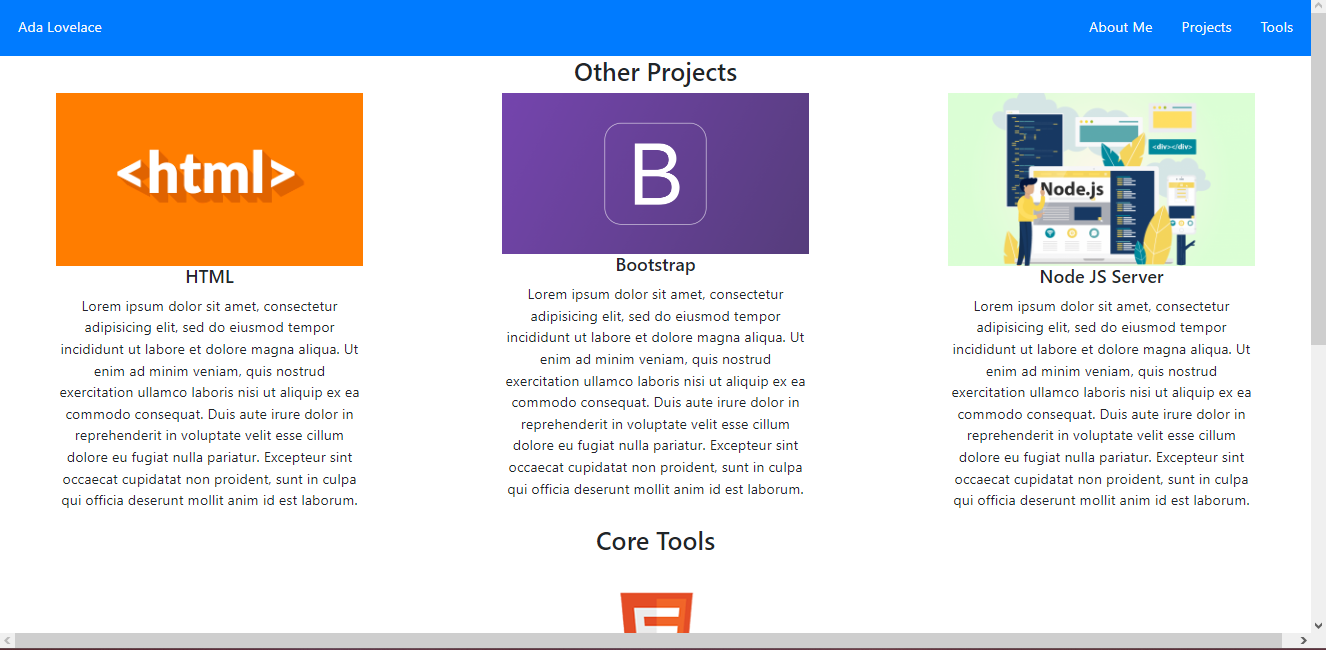 Ada Lovelace
About Me
Projects
Tools
Other Projects
<html>
HTML
Lorem ipsum dolor sit amet, consectetur
adipisicing elit, sed do eiusmod tempor
incididunt ut labore et dolore magna aliqua. Ut
enim ad minim veniam, quis nostrud
exercitation ullamco laboris nisi ut aliquip ex ea
commodo consequat. Duis aute irure dolor in
reprehenderit in voluptate velit esse cillum
dolore eu fugiat nulla pariatur. Excepteur sint
occaecat cupidatat non proident, sunt in culpa
qui officia deserunt mollit anim id est laborum.
B
Bootstrap
Lorem ipsum dolor sit amet, consectetur
adipisicing elit, sed do eiusmod tempor
incididunt ut labore et dolore magna aliqua. Ut
enim ad minim veniam, quis nostrud
exercitation ullamco laboris nisi ut aliquip ex ea
commodo consequat. Duis aute irure dolor in
reprehenderit in voluptate velit esse cillum
dolore eu fugiat nulla pariatur. Excepteur sint
occaecat cupidatat non proident, sunt in culpa
qui officia deserunt mollit anim id est laborum.
<div></div>
Node.js
Node JS Server
Lorem ipsum dolor sit amet, consectetur
adipisicing elit, sed do eiusmod tempor
incididunt ut labore et dolore magna aliqua. Ut
enim ad minim veniam, quis nostrud
exercitation ullamco laboris nisi ut aliquip ex ea
commodo consequat. Duis aute irure dolor in
reprehenderit in voluptate velit esse cillum
dolore eu fugiat nulla pariatur. Excepteur sint
occaecat cupidatat non proident, sunt in culpa
qui officia deserunt mollit anim id est laborum.
Core Tools